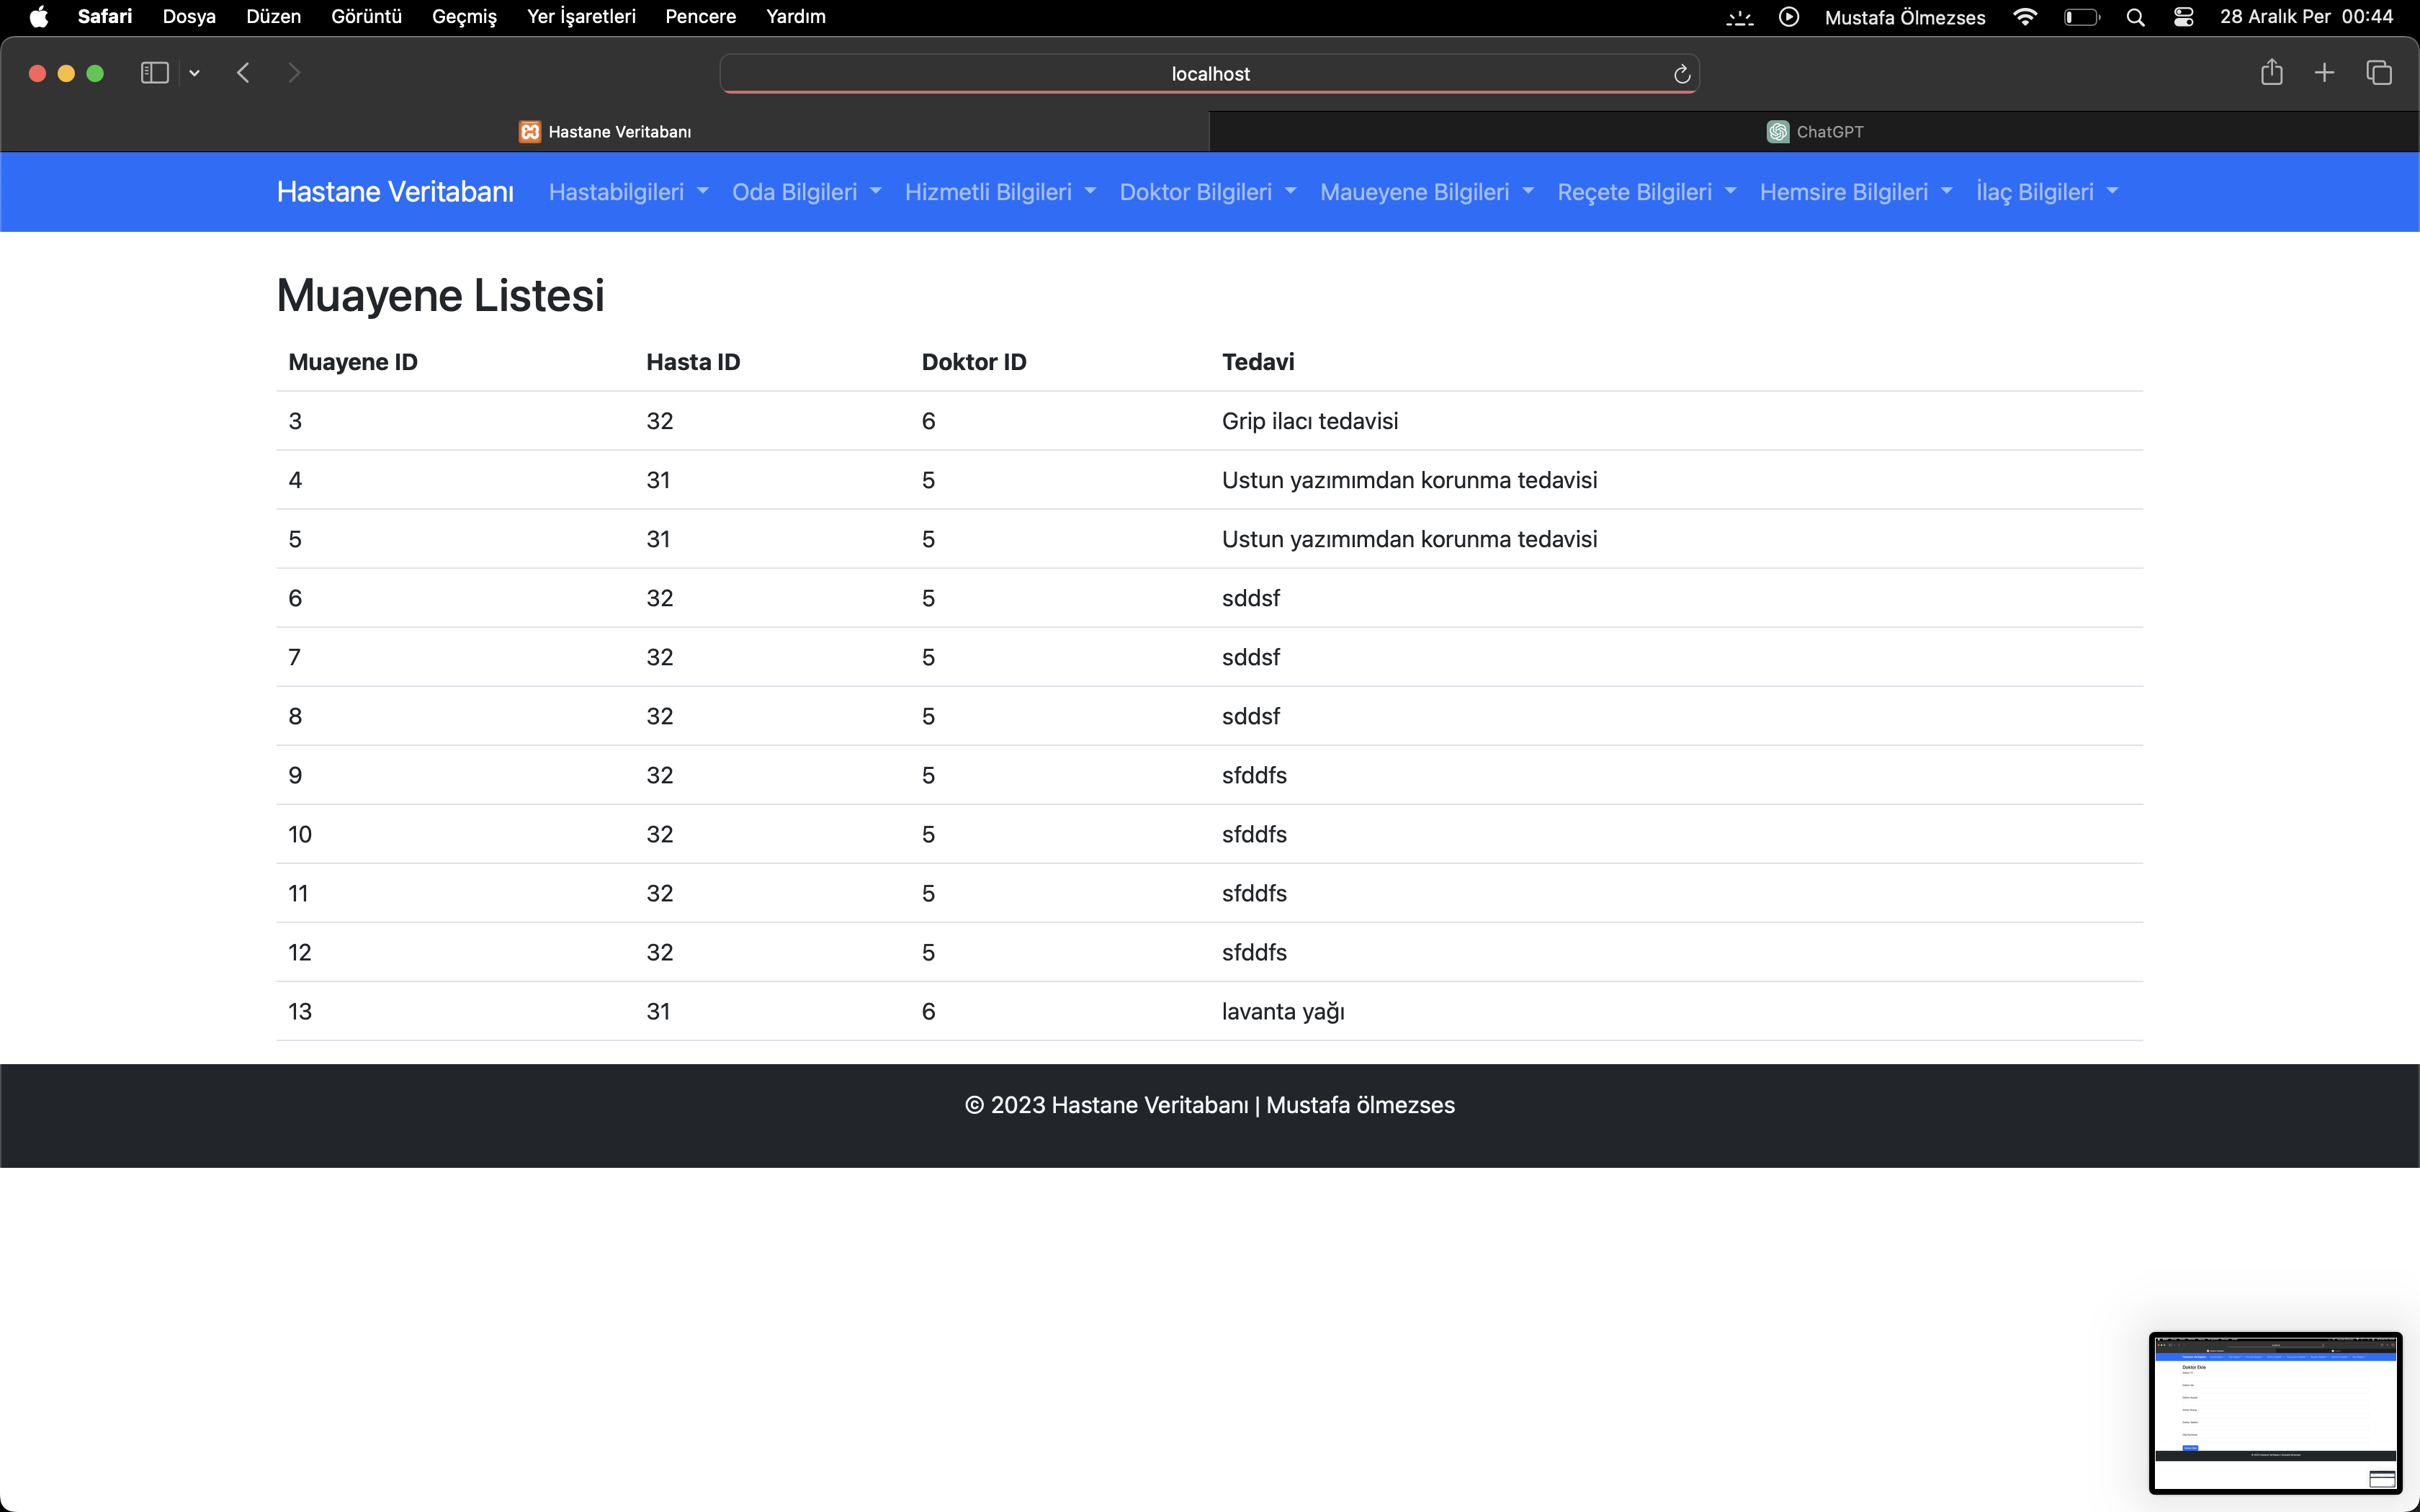 Safari Dosya Düzen Görüntü Geçmiş Yer İşaretleri Pencere Yardım Mustafa Ölmezses 28 Aralık Per 00:44
localhost
Hastane Veritabanı ChatGPT
Hastane Veritabanı Hastabilgileri Oda Bilgileri Hizmetli Bilgileri Doktor Bilgileri Maueyene Bilgileri Reçete Bilgileri Hemsire Bilgileri İlaç Bilgileri
Muayene Listesi
Muayene ID Hasta ID Doktor ID Tedavi
3 32 6 Grip ilacı tedavisi
4 31 5 Ustun yazımımdan korunma tedavisi
5 31 5 Ustun yazımımdan korunma tedavisi
6 32 5 sddsf
7 32 5 sddsf
8 32 5 sddsf
9 32 5 sfddfs
10 32 5 sfddfs
11 32 5 sfddfs
12 32 5 sfddfs
13 31 6 lavanta yağı
© 2023 Hastane Veritabanı | Mustafa ölmezses
Doktor Ekle